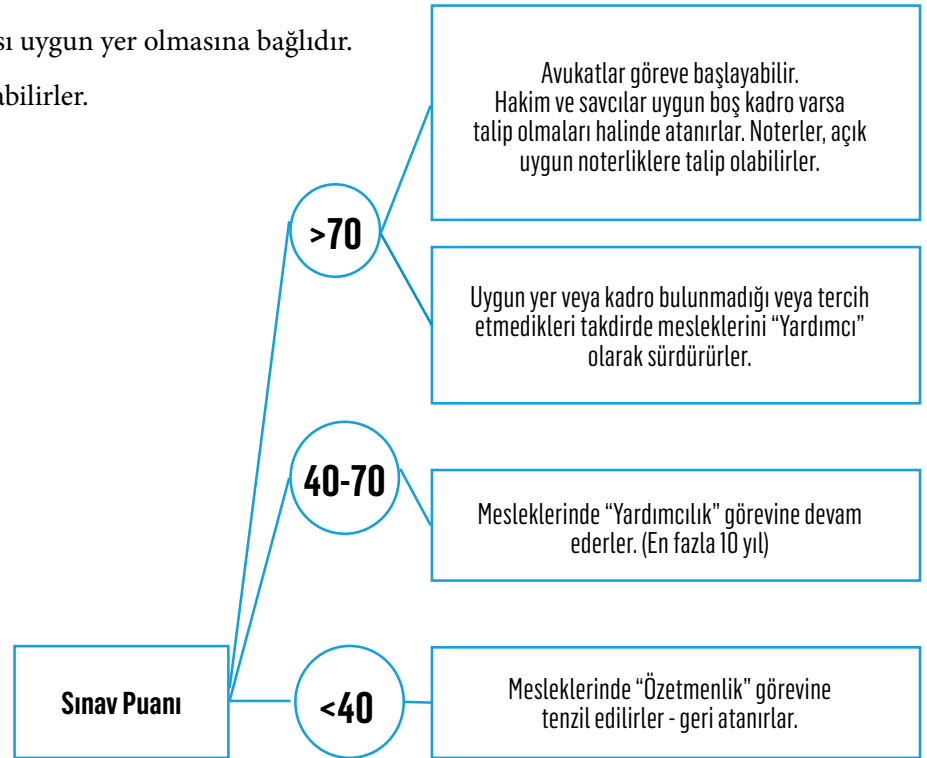 uygun yer olmasına bağlıdır.
Avukatlar göreve başlayabilir.
Hakim ve savcılar uygun boş kadro varsa
talip olmaları halinde atanırlar. Noterler, açık
uygun noterliklere talip olabilirler.
>70
Uygun yer veya kadro bulunmadığı veya tercih
etmedikleri takdirde mesleklerini “Yardımcı”
olarak sürdürürler.
40-70
Mesleklerinde “Yardımcılık” görevine devam
ederler. (En fazla 10 yıl)
Sınav Puanı
<40
Mesleklerinde “Özetmenlik” görevine
tenzil edilirler - geri atanırlar.